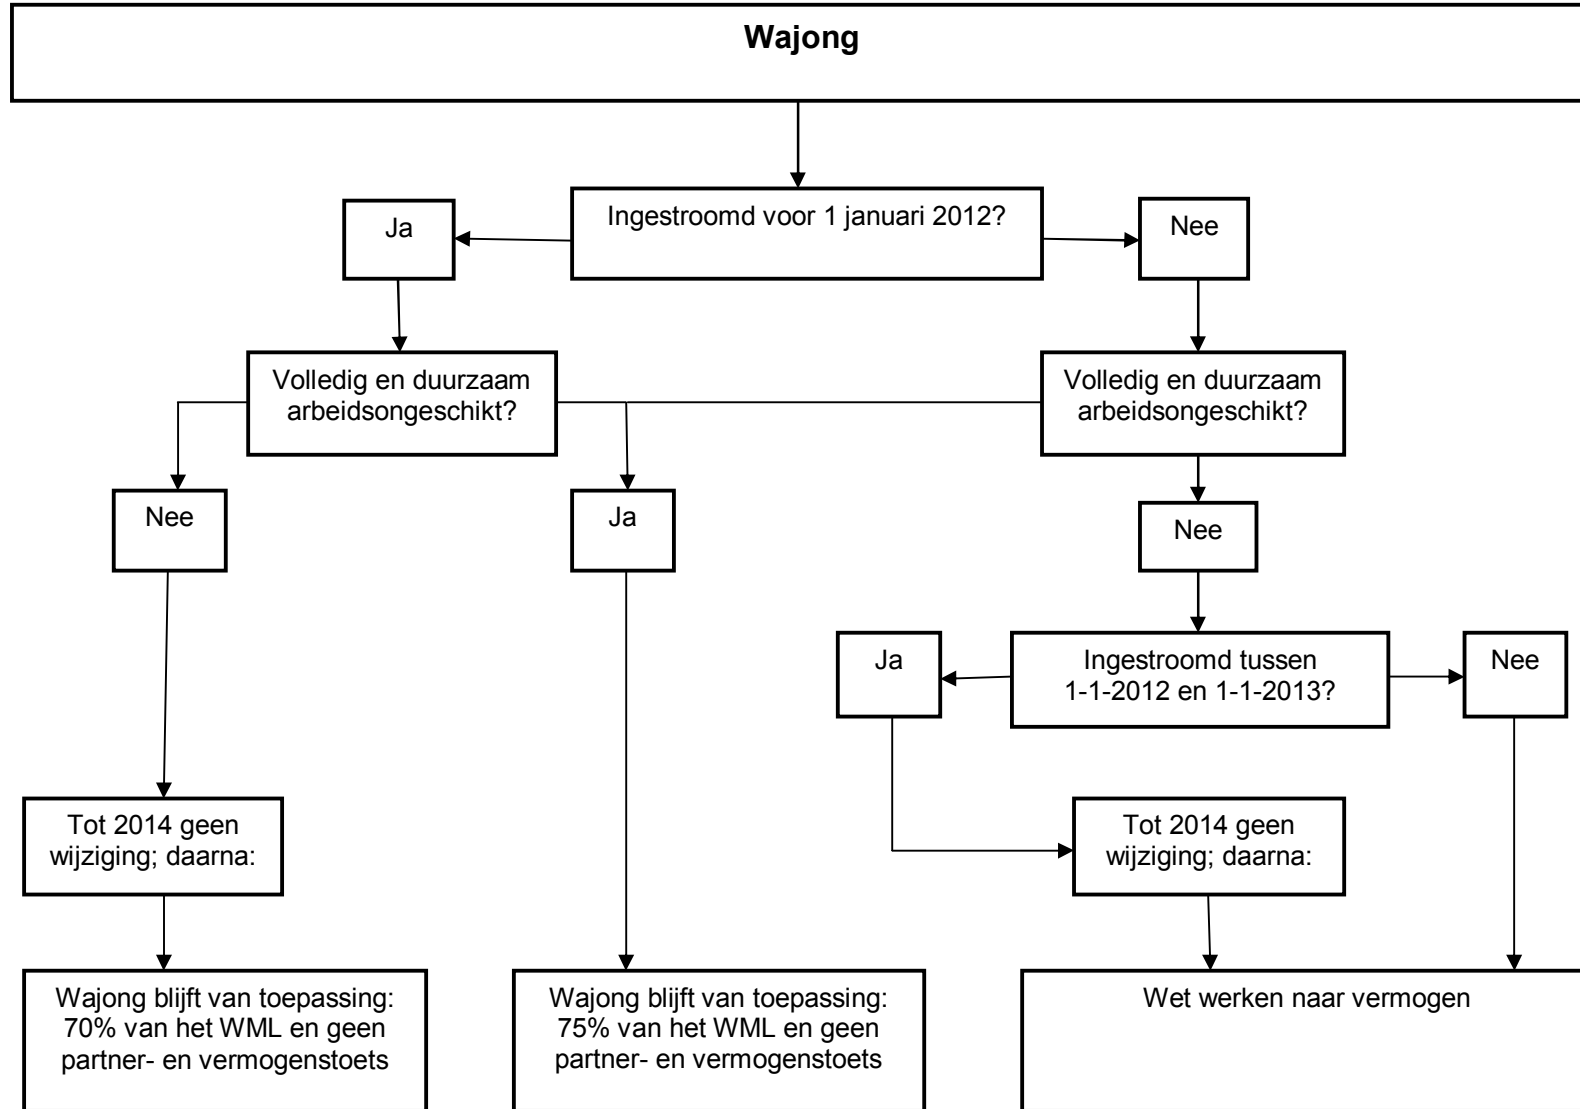 Wajong
Ingestroomd voor 1 januari 2012?
Ja
Nee
Volledig en duurzaam
arbeidsongeschikt?
Volledig en duurzaam
arbeidsongeschikt?
Nee
Ja
Nee
Ja
Ingestroomd tussen
1-1-2012 en 1-1-2013?
Nee
Tot 2014 geen
wijziging; daarna:
Tot 2014 geen
wijziging; daarna:
Wajong blijft van toepassing:
70% van het WML en geen
partner- en vermogenstoets
Wajong blijft van toepassing:
75% van het WML en geen
partner- en vermogenstoets
Wet werken naar vermogen